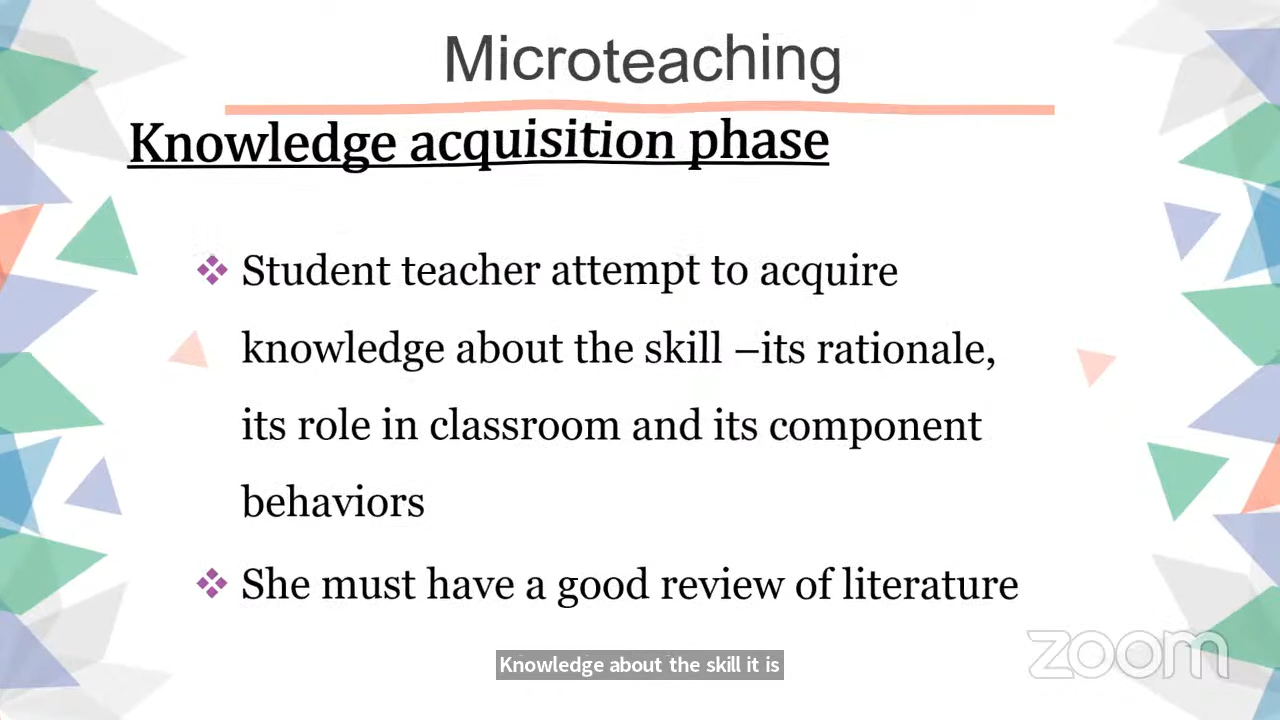 Microteaching
Knowledge acquisition phase
Student teacher attempt to acquire
knowledge about the skill –its rationale,
its role in classroom and its component
behaviors
She must have a good review of literature
zoom
Knowledge about the skill it is